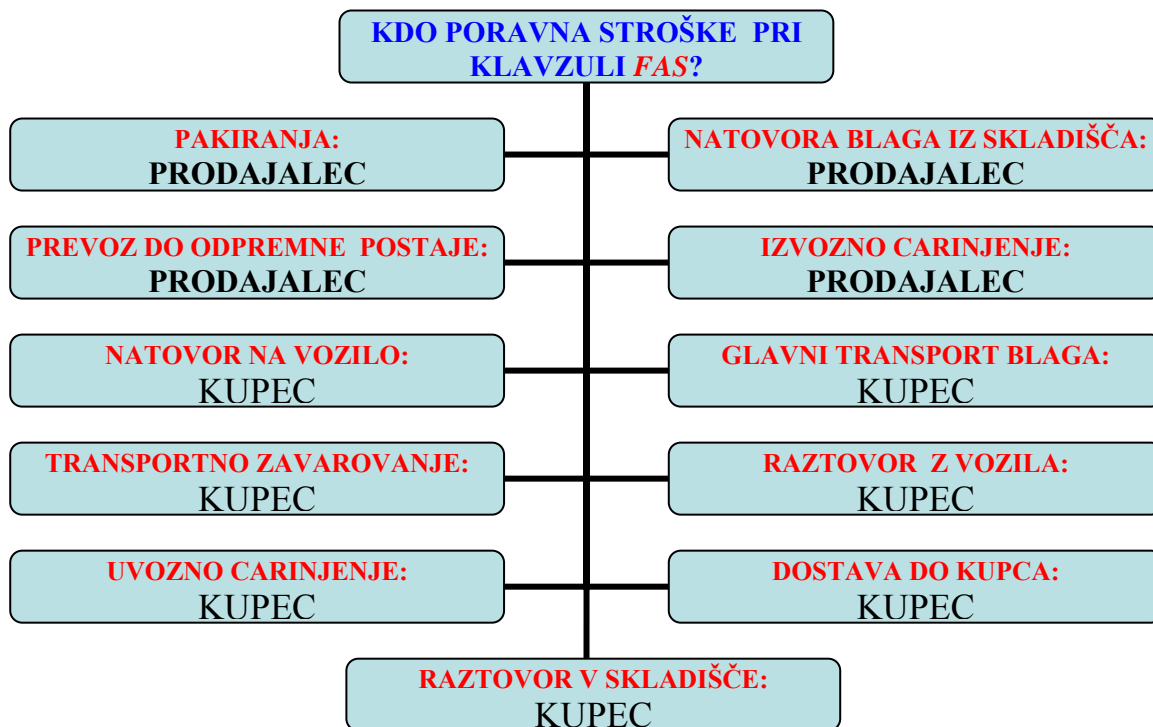 KDO PORAVNA STROŠKE PRI
KLAVZULI FAS?
PAKIRANJA:
PRODAJALEC
NATOVORA BLAGA IZ SKLADIŠČA:
PRODAJALEC
PREVOZ DO ODPREMNE POSTAJE:
PRODAJALEC
IZVOZNO CARINJENJE:
PRODAJALEC
NATOVOR NA VOZILO:
KUPEC
GLAVNI TRANSPORT BLAGA:
KUPEC
TRANSPORTNO ZAVAROVANJE:
KUPEC
RAZTOVOR Z VOZILA:
KUPEC
UVOZNO CARINJENJE:
KUPEC
DOSTAVA DO KUPCA:
KUPEC
RAZTOVOR V SKLADIŠČE:
KUPEC